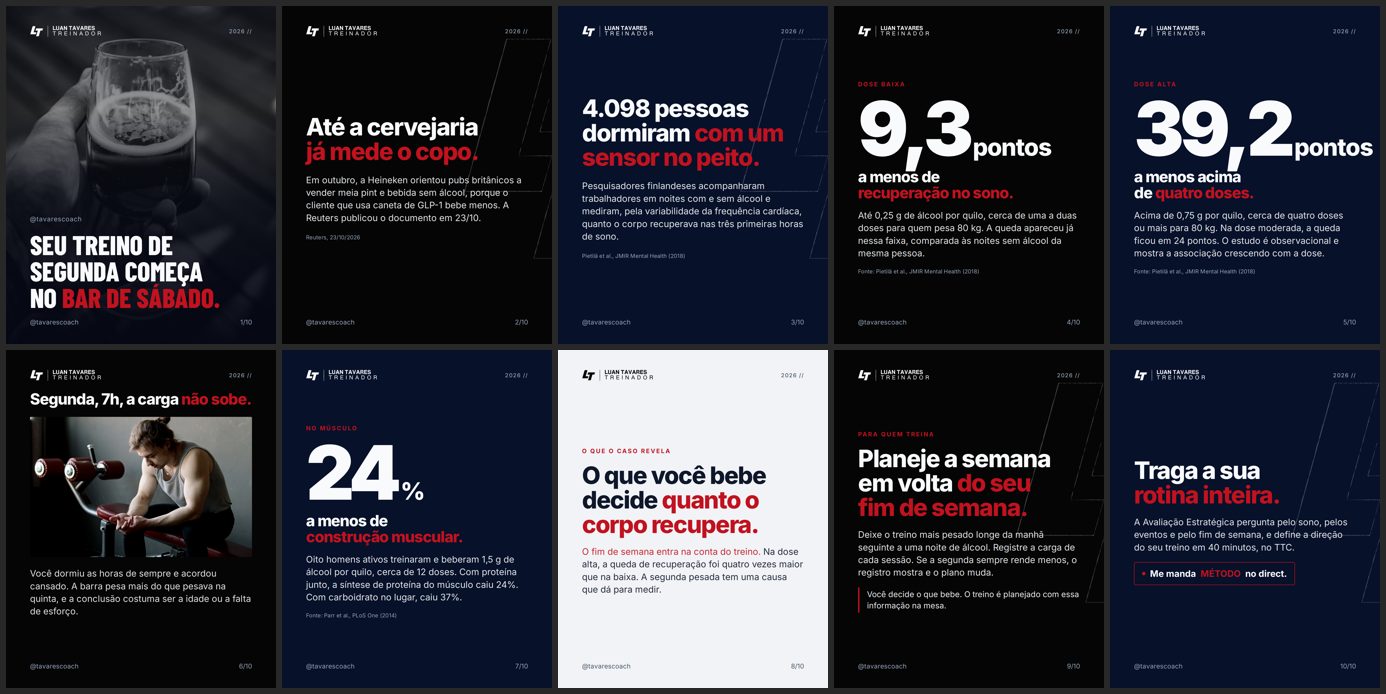 LT LUAN TAVARES
TREINADOR
2026 //
@tavarescoach
SEU TREINO DE
SEGUNDA COMEÇA
NO BAR DE SÁBADO.
@tavarescoach
1/10
LT LUAN TAVARES
TREINADOR
2026 //
Até a cervejaria
já mede o copo.
Em outubro, a Heineken orientou pubs britânicos a
vender meia pint e bebida sem álcool, porque o
cliente que usa caneta de GLP-1 bebe menos. A
Reuters publicou o documento em 23/10.
Reuters, 23/10/2026
@tavarescoach
2/10
LT LUAN TAVARES
TREINADOR
2026 //
4.098 pessoas
dormiram com um
sensor no peito.
Pesquisadores finlandeses acompanharam
trabalhadores em noites com e sem álcool e
mediram, pela variabilidade da frequência cardíaca,
quanto o corpo recuperava nas três primeiras horas
de sono.
Pietilä et al., JMIR Mental Health (2018)
@tavarescoach
3/10
LT LUAN TAVARES
TREINADOR
2026 //
DOSE BAIXA
9,3 pontos
a menos de
recuperação no sono.
Até 0,25 g de álcool por quilo, cerca de uma a duas
doses para quem pesa 80 kg. A queda apareceu já
nessa faixa, comparada às noites sem álcool da
mesma pessoa.
Fonte: Pietilä et al., JMIR Mental Health (2018)
@tavarescoach
4/10
LT LUAN TAVARES
TREINADOR
2026 //
DOSE ALTA
39,2 pontos
a menos acima
de quatro doses.
Acima de 0,75 g por quilo, cerca de quatro doses
ou mais para 80 kg. Na dose moderada, a queda
ficou em 24 pontos. O estudo é observacional e
mostra a associação crescendo com a dose.
Fonte: Pietilä et al., JMIR Mental Health (2018)
@tavarescoach
5/10
LT LUAN TAVARES
TREINADOR
2026 //
Segunda, 7h, a carga não sobe.
Você dormiu as horas de sempre e acordou
cansado. A barra pesa mais do que pesava na
quinta, e a conclusão costuma ser a idade ou a falta
de esforço.
@tavarescoach
6/10
LT LUAN TAVARES
TREINADOR
2026 //
NO MÚSCULO
24%
a menos de
construção muscular.
Oito homens ativos treinaram e beberam 1,5 g de
álcool por quilo, cerca de 12 doses. Com proteína
junto, a síntese de proteína do músculo caiu 24%.
Com carboidrato no lugar, caiu 37%.
Fonte: Parr et al., PLoS One (2014)
@tavarescoach
7/10
LT LUAN TAVARES
TREINADOR
2026 //
O QUE O CASO REVELA
O que você bebe
decide quanto o
corpo recupera.
O fim de semana entra na conta do treino. Na dose
alta, a queda de recuperação foi quatro vezes maior
que na baixa. A segunda pesada tem uma causa
que dá para medir.
@tavarescoach
8/10
LT LUAN TAVARES
TREINADOR
2026 //
PARA QUEM TREINA
Planeje a semana
em volta do seu
fim de semana.
Deixe o treino mais pesado longe da manhã
seguinte a uma noite de álcool. Registre a carga de
cada sessão. Se a segunda sempre rende menos, o
registro mostra e o plano muda.
Você decide o que bebe. O treino é planejado com essa
informação na mesa.
@tavarescoach
9/10
LT LUAN TAVARES
TREINADOR
2026 //
Traga a sua
rotina inteira.
A Avaliação Estratégica pergunta pelo sono, pelos
eventos e pelo fim de semana, e define a direção
do seu treino em 40 minutos, no TTC.
• Me manda MÉTODO no direct.
@tavarescoach
10/10